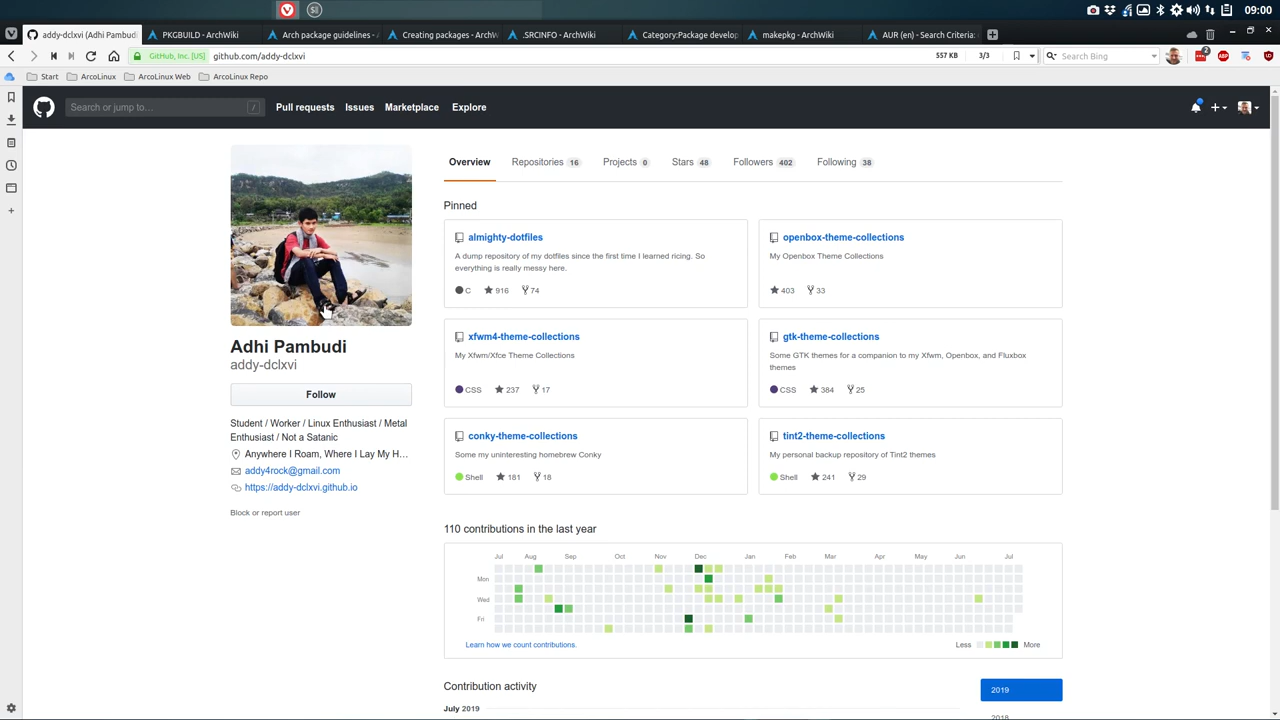 09:00
addy-dclxvi (Adhi Pambudi
PKGBUILD - ArchWiki
Arch package guidelines -
Creating packages - ArchW
.SRCINFO - ArchWiki
Category:Package develop
makepkg - ArchWiki
AUR (en) - Search Criteria:
GitHub, Inc. [US]
github.com/addy-dclxvi
557 KB
3/3
Search Bing
2
ABP
Start
ArcoLinux
ArcoLinux Web
ArcoLinux Repo
Search or jump to…
/
Pull requests
Issues
Marketplace
Explore
Overview
Repositories 16
Projects 0
Stars 48
Followers 402
Following 38
Adhi Pambudi
addy-dclxvi
Follow
Student / Worker / Linux Enthusiast / Metal
Enthusiast / Not a Satanic
Anywhere I Roam, Where I Lay My H…
addy4rock@gmail.com
https://addy-dclxvi.github.io
Block or report user
Pinned
almighty-dotfiles
A dump repository of my dotfiles since the first time I learned ricing. So
everything is really messy here.
C 916 74
openbox-theme-collections
My Openbox Theme Collections
403 33
xfwm4-theme-collections
My Xfwm/Xfce Theme Collections
CSS 237 17
gtk-theme-collections
Some GTK themes for a companion to my Xfwm, Openbox, and Fluxbox
themes
CSS 384 25
conky-theme-collections
Some my uninteresting homebrew Conky
Shell 181 18
tint2-theme-collections
My personal backup repository of Tint2 themes
Shell 241 29
110 contributions in the last year
Jul Aug Sep Oct Nov Dec Jan Feb Mar Apr May Jun Jul
Mon
Wed
Fri
Learn how we count contributions.
Less
More
Contribution activity
2019
July 2019
2018